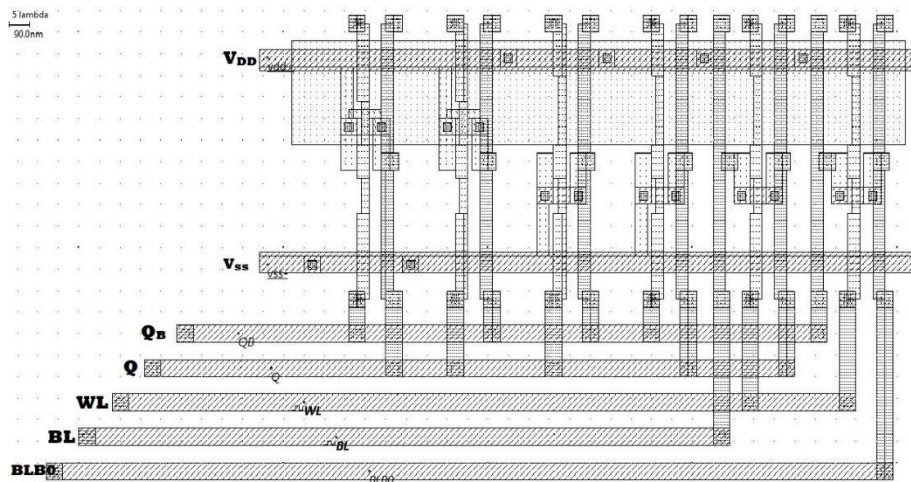 5 lambda
90.0nm
VDD
vdd
VSS
vss-
QB
QB
Q
Q
WL
WL
BL
BL
BLB0